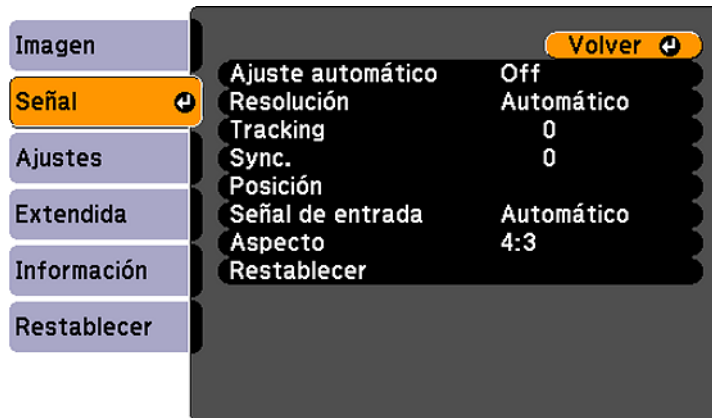 Imagen
Señal
Ajustes
Extendida
Información
Restablecer
Volver
Ajuste automático Off
Resolución Automático
Tracking 0
Sync. 0
Posición
Señal de entrada Automático
Aspecto 4:3
Restablecer